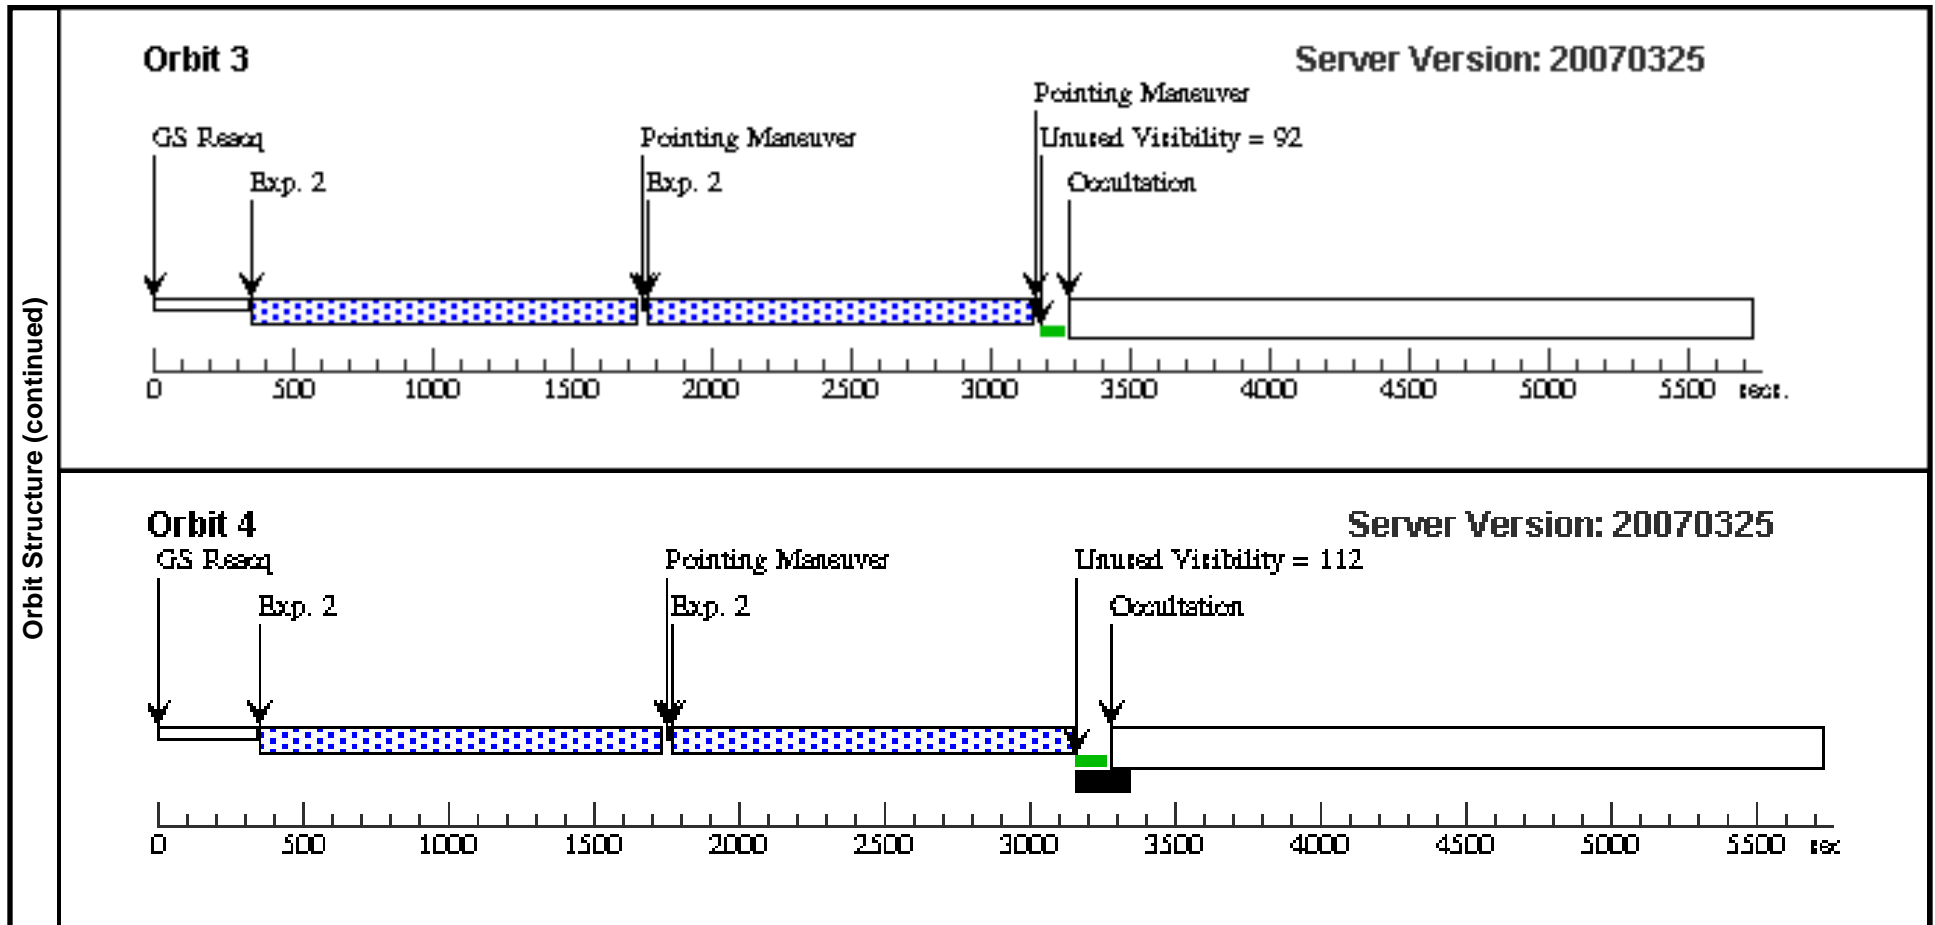 Orbit Structure (continued)
Orbit 3
Server Version: 20070325
Pointing Maneuver
GS Reacq
Pointing Maneuver
Unused Visibility = 92
Exp. 2
Exp. 2
Occultation
0 500 1000 1500 2000 2500 3000 3500 4000 4500 5000 5500 secs.
Orbit 4
Server Version: 20070325
GS Reacq
Pointing Maneuver
Unused Visibility = 112
Exp. 2
Exp. 2
Occultation
0 500 1000 1500 2000 2500 3000 3500 4000 4500 5000 5500 sec